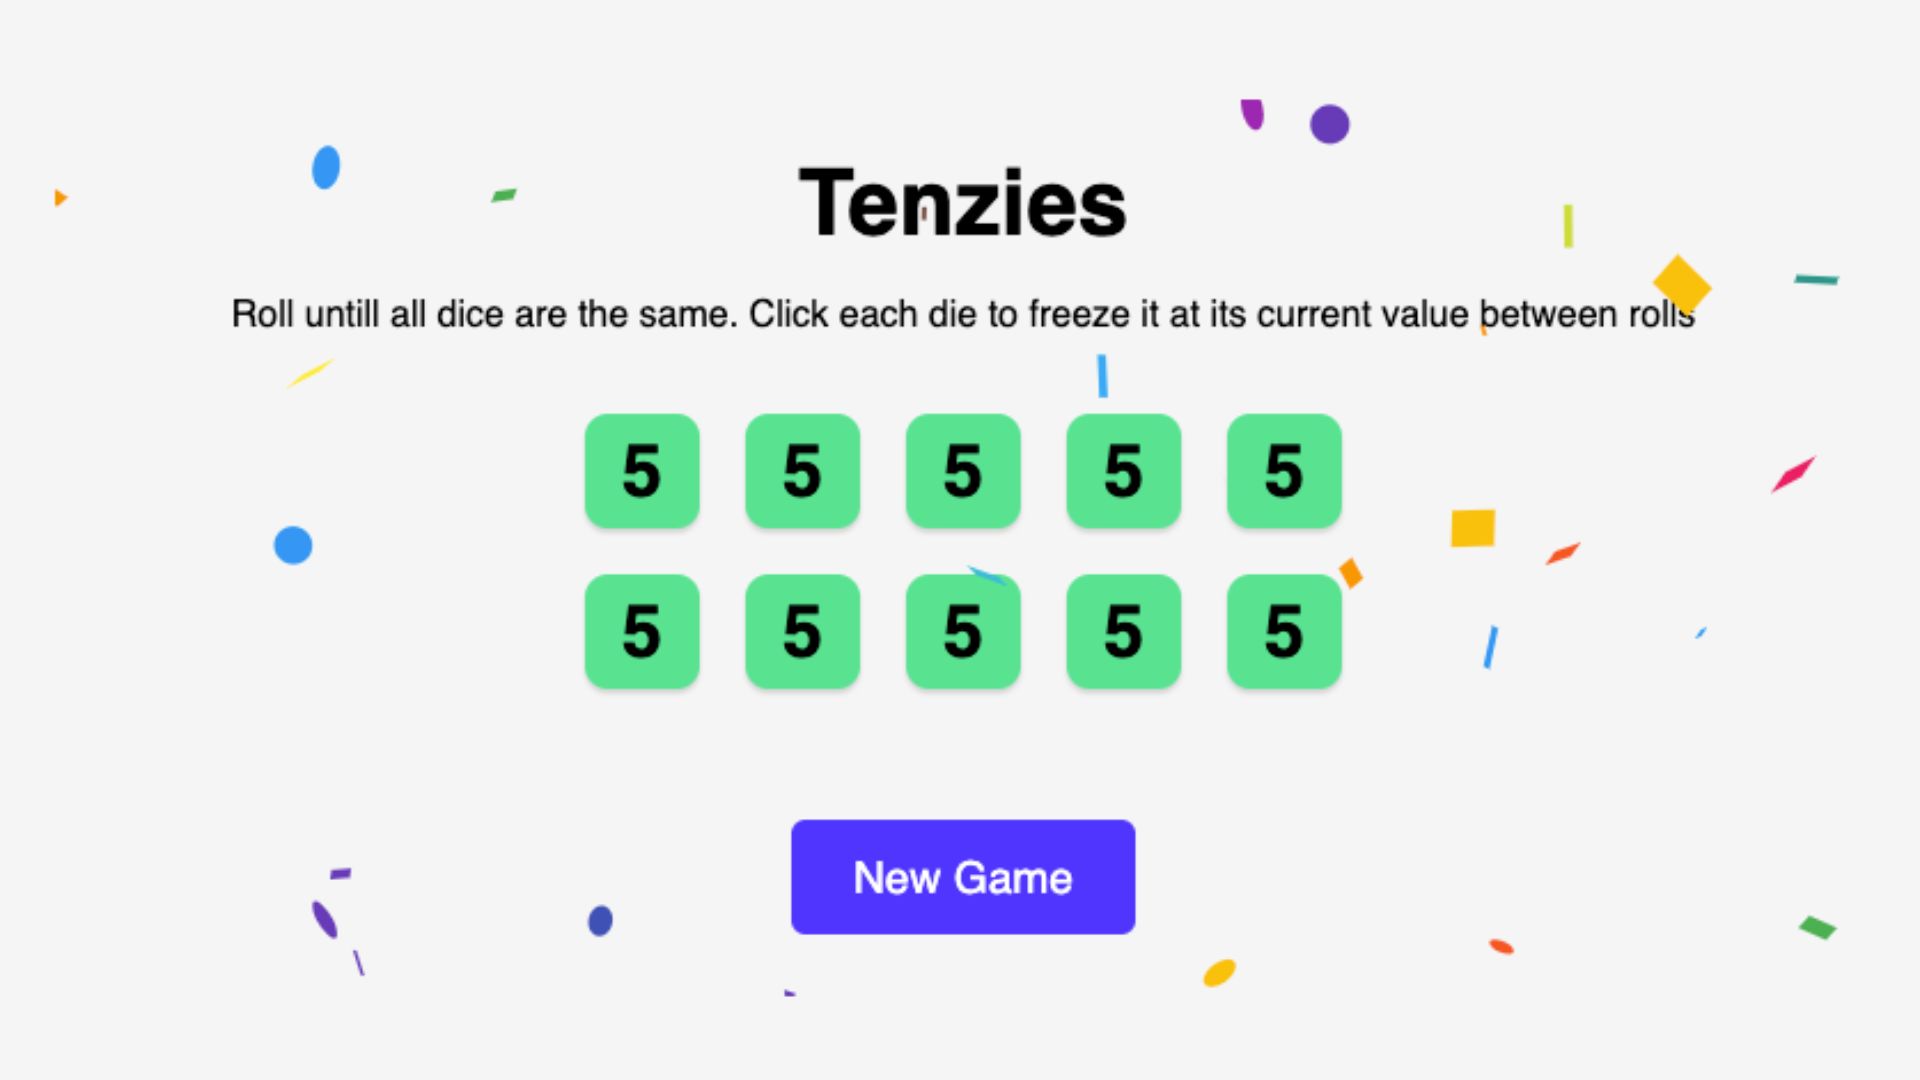 Tenzies
Roll untill all dice are the same. Click each die to freeze it at its current value between rolls
5 5 5 5 5
5 5 5 5 5
New Game